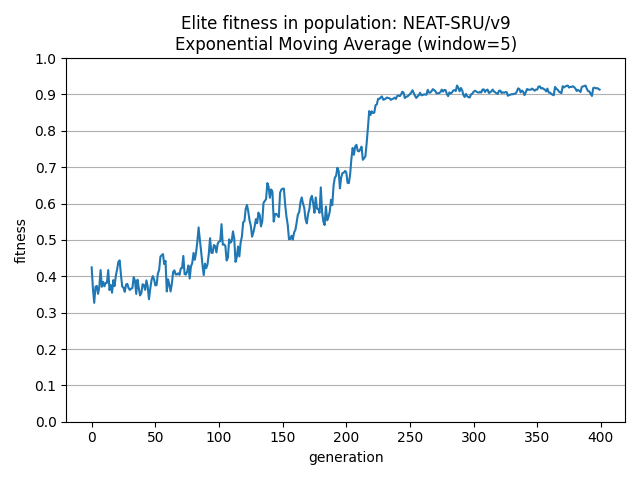 Elite fitness in population: NEAT-SRU/v9
Exponential Moving Average (window=5)
1.0
0.9
0.8
0.7
0.6
0.5
0.4
0.3
0.2
0.1
0.0
fitness
0 50 100 150 200 250 300 350 400
generation